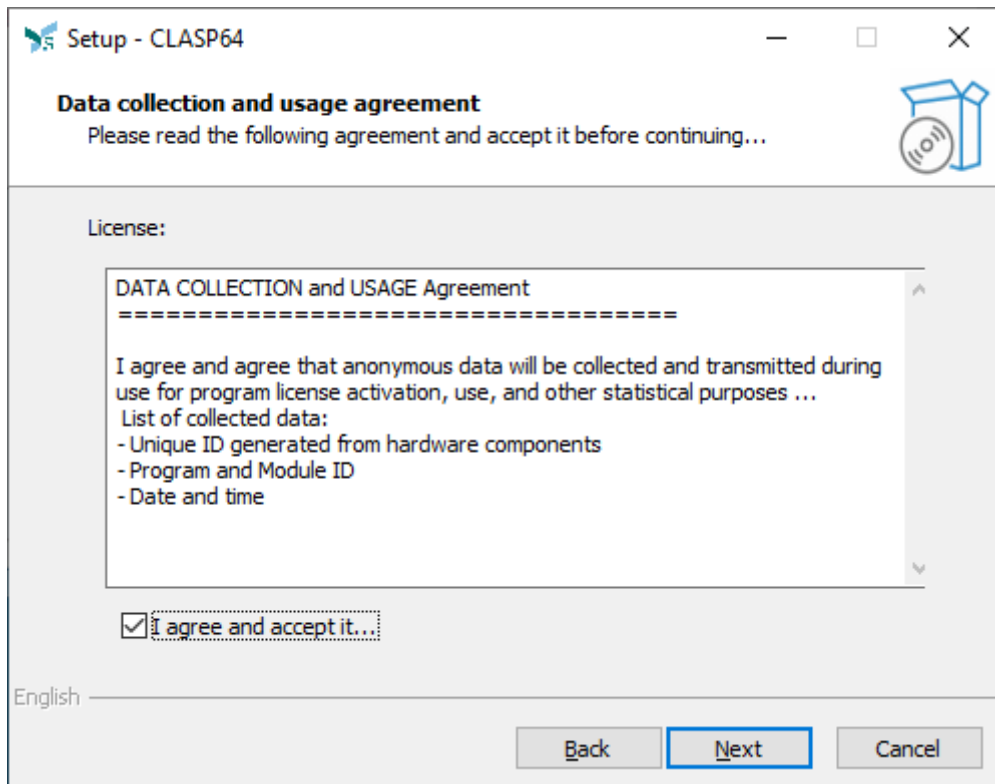 Setup - CLASP64
Data collection and usage agreement
Please read the following agreement and accept it before continuing...
License:
DATA COLLECTION and USAGE Agreement
===================================
I agree and agree that anonymous data will be collected and transmitted during
use for program license activation, use, and other statistical purposes ...
List of collected data:
- Unique ID generated from hardware components
- Program and Module ID
- Date and time
I agree and accept it...
English
Back Next Cancel